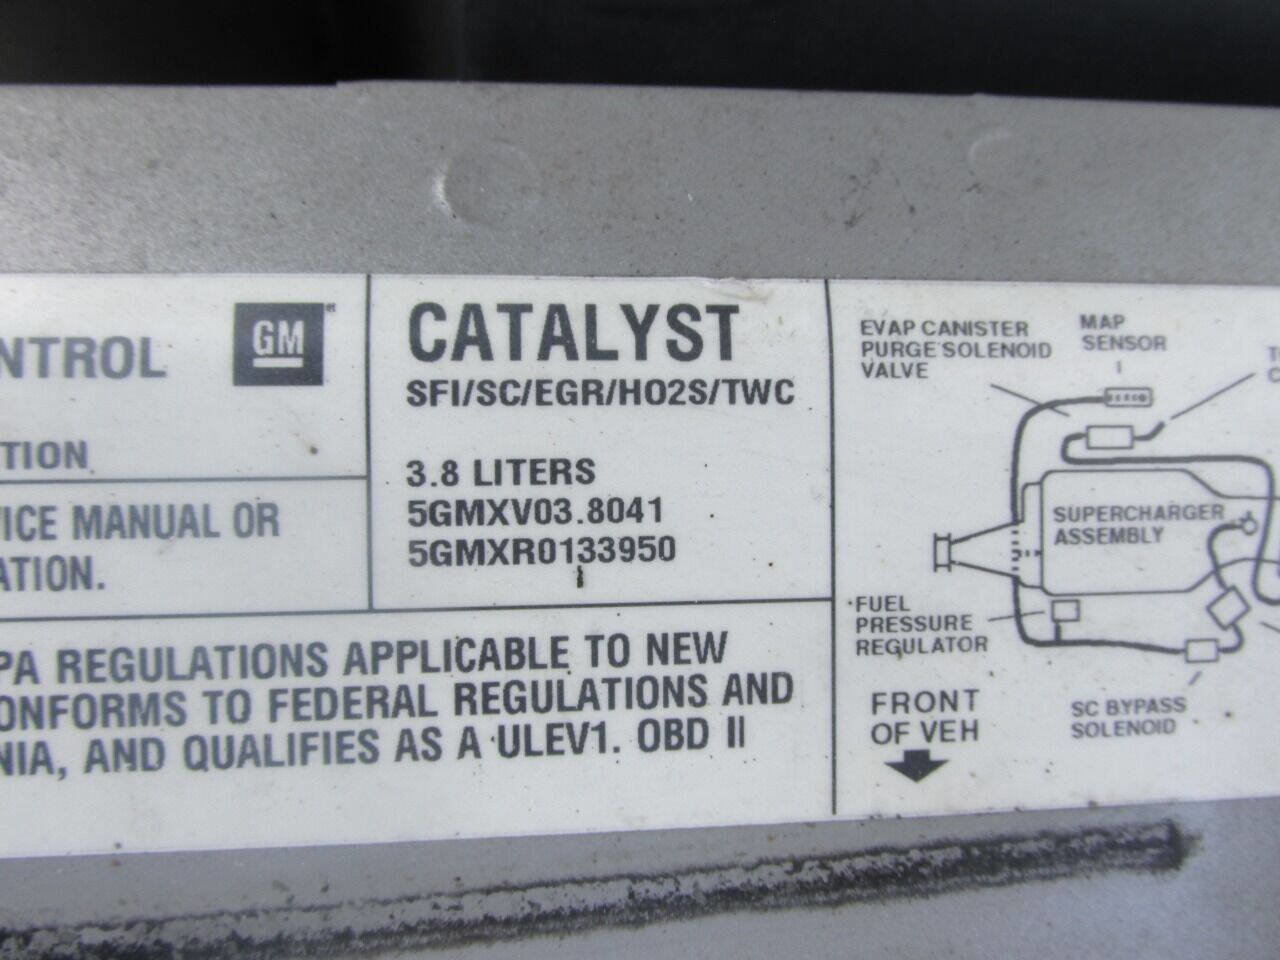 NTROL
GM
TION
VICE MANUAL OR
ATION.
CATALYST
SFI/SC/EGR/HO2S/TWC
3.8 LITERS
5GMXV03.8041
5GMXR0133950
PA REGULATIONS APPLICABLE TO NEW
ONFORMS TO FEDERAL REGULATIONS AND
NIA, AND QUALIFIES AS A ULEV1. OBD II
EVAP CANISTER
PURGE SOLENOID
VALVE
MAP
SENSOR
SUPERCHARGER
ASSEMBLY
FUEL
PRESSURE
REGULATOR
FRONT
OF VEH
SC BYPASS
SOLENOID